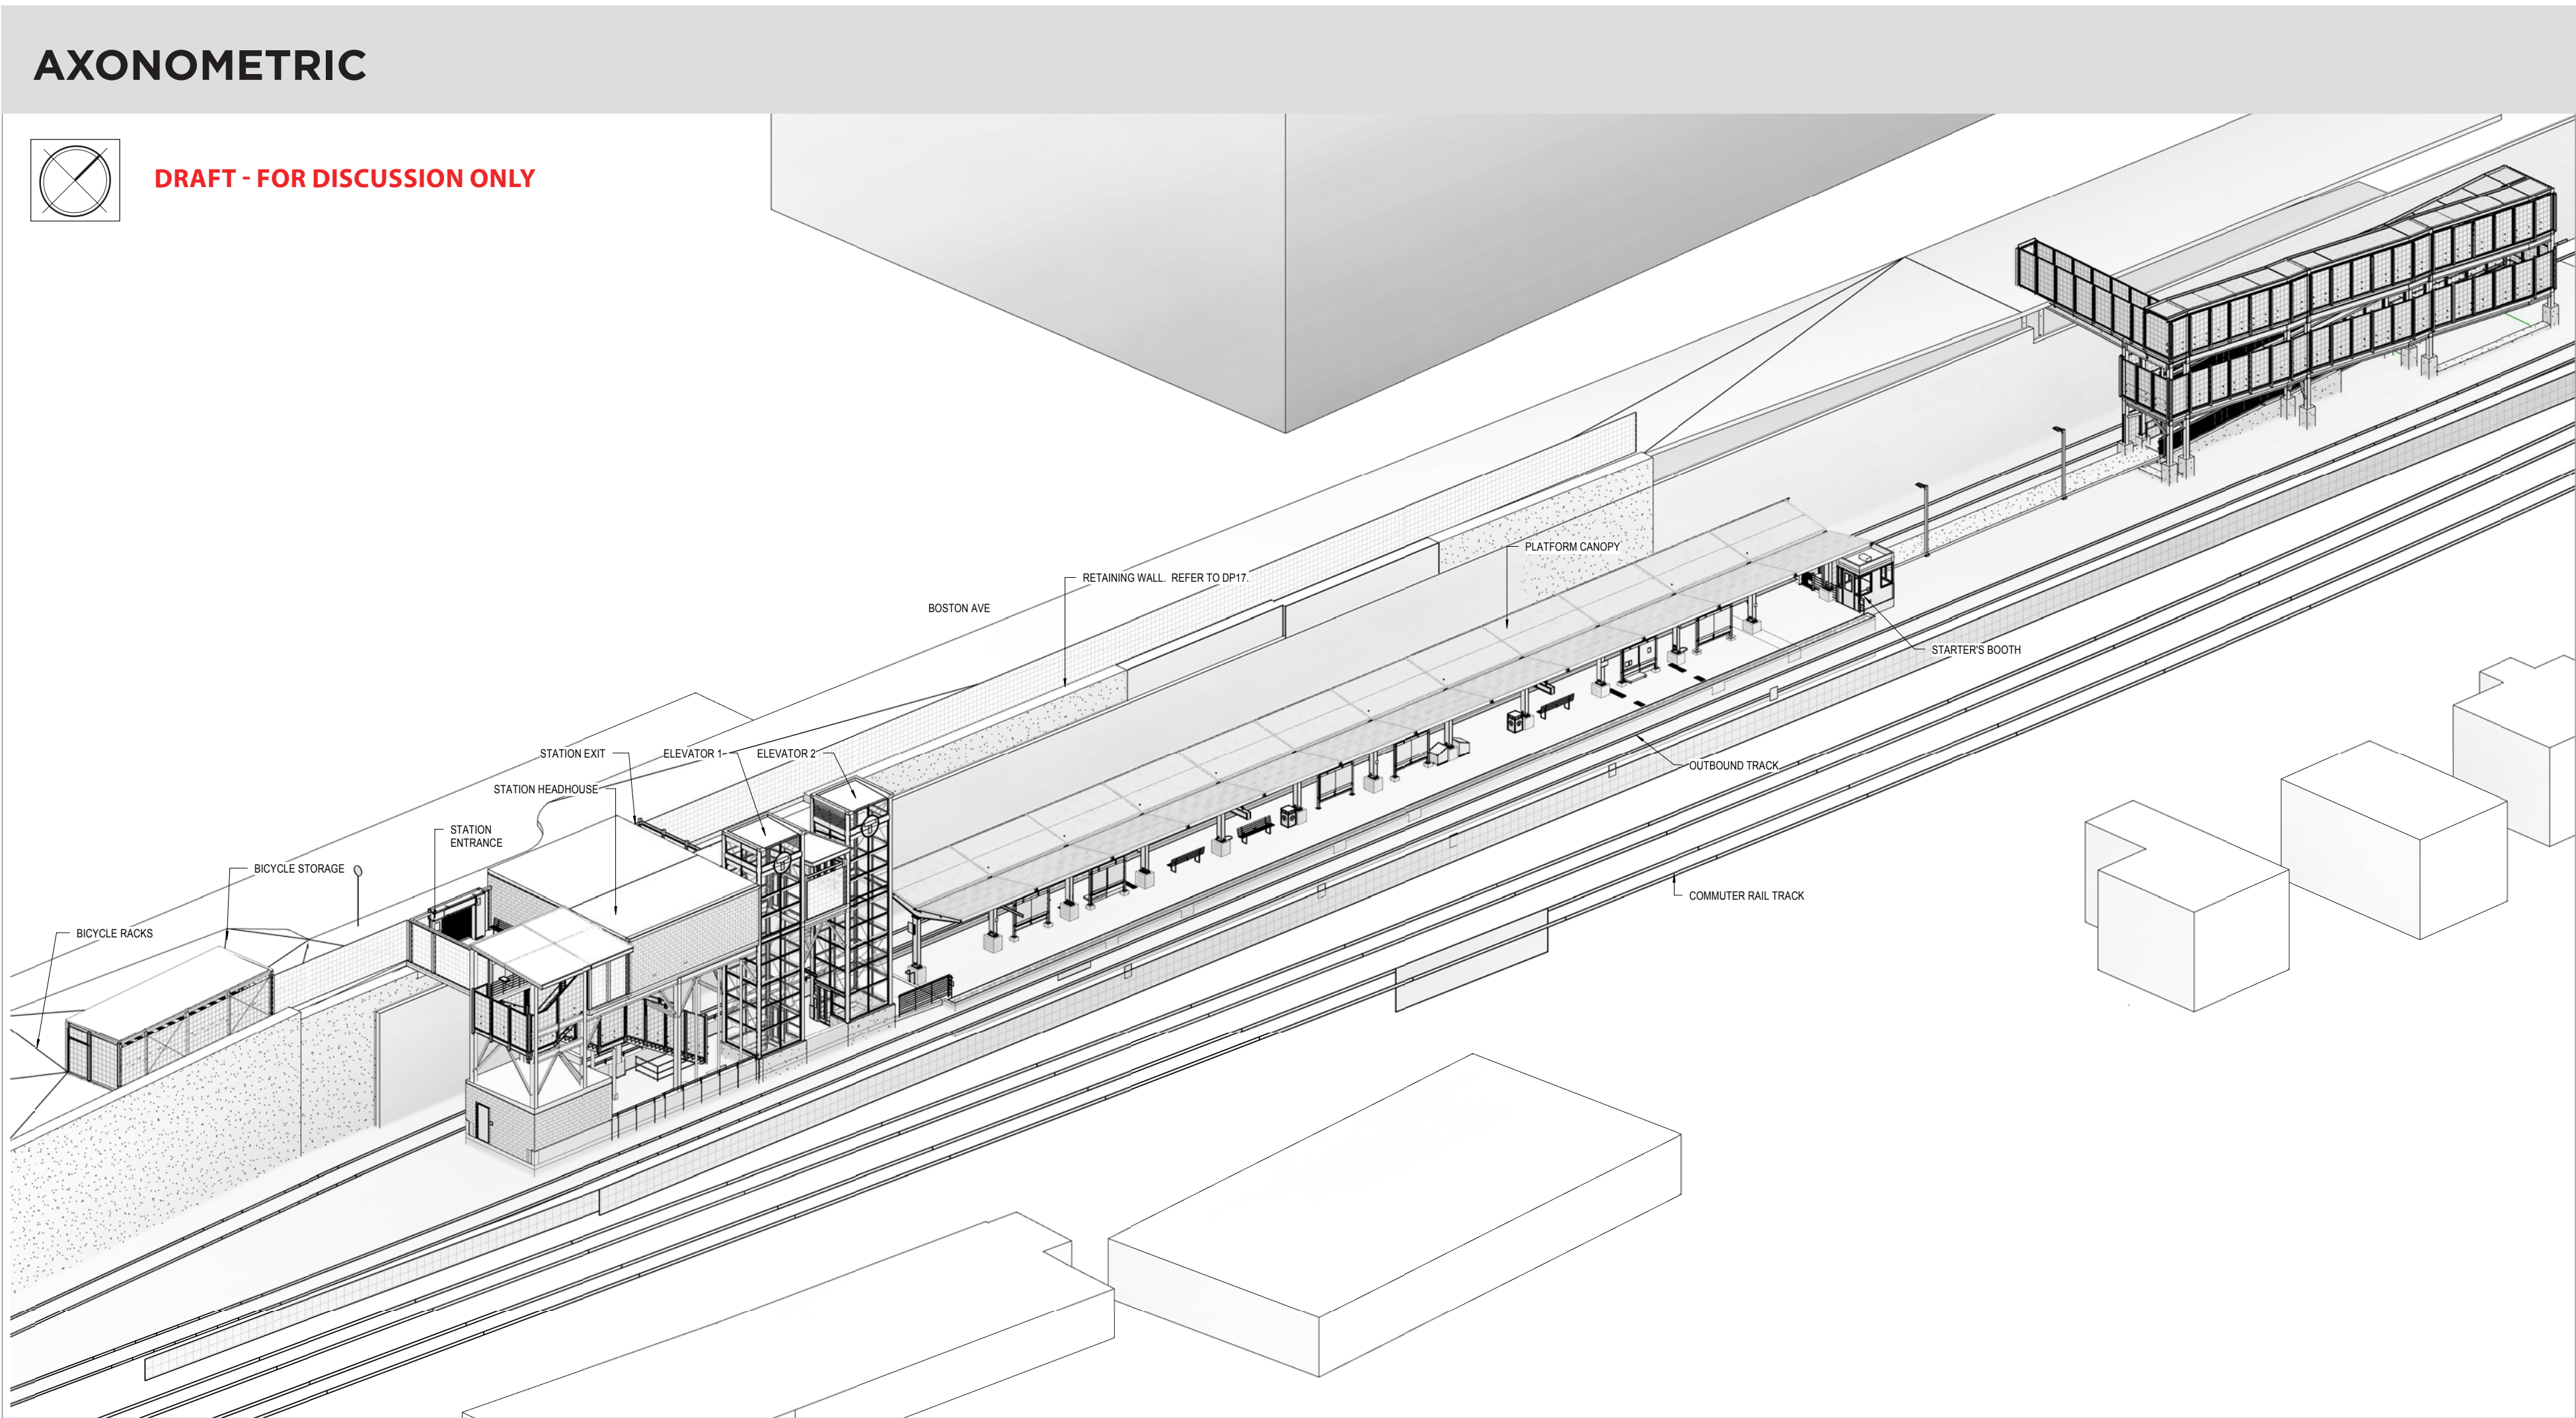 AXONOMETRIC
DRAFT - FOR DISCUSSION ONLY
PLATFORM CANOPY
RETAINING WALL. REFER TO DP17.
BOSTON AVE
STARTER'S BOOTH
STATION EXIT
ELEVATOR 1
ELEVATOR 2
OUTBOUND TRACK
STATION HEADHOUSE
STATION
ENTRANCE
BICYCLE STORAGE
COMMUTER RAIL TRACK
BICYCLE RACKS
T
T